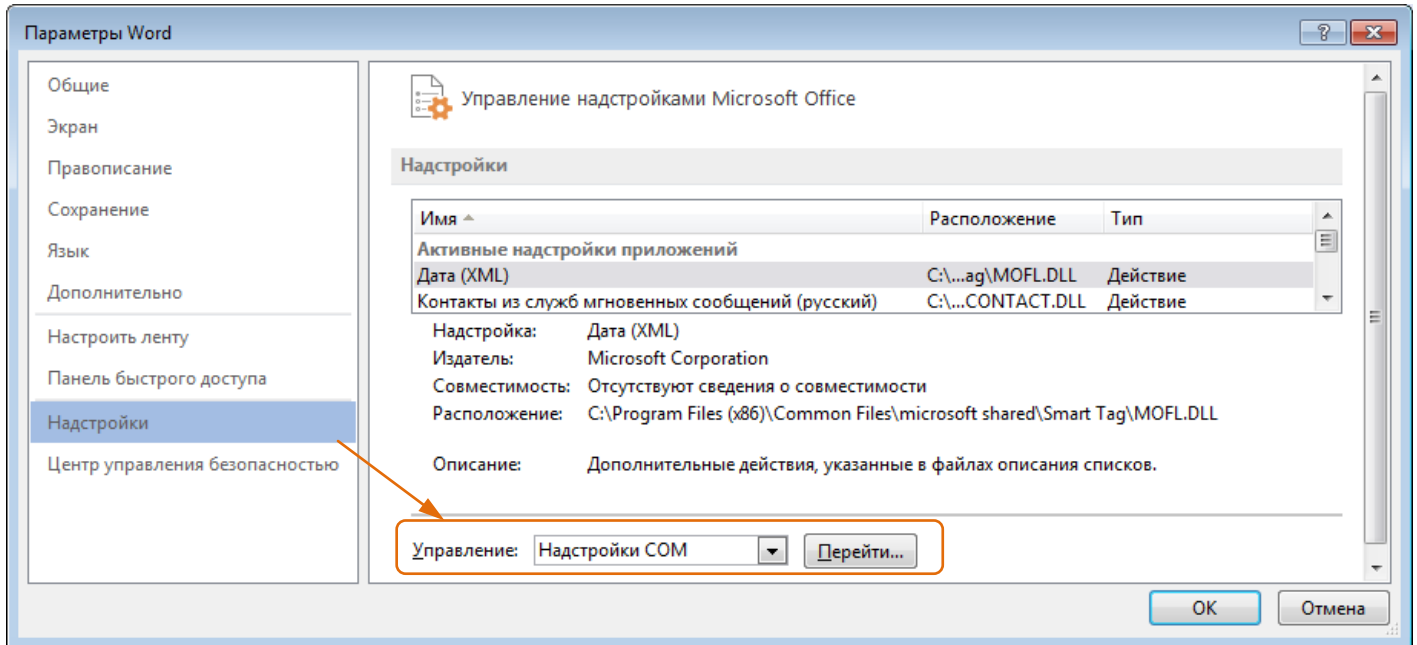 Параметры Word
Общие
Экран
Правописание
Сохранение
Язык
Дополнительно
Настроить ленту
Панель быстрого доступа
Надстройки
Центр управления безопасностью
Управление надстройками Microsoft Office
Надстройки
Имя Расположение Тип
Активные надстройки приложений
Дата (XML) C:\...ag\MOFL.DLL Действие
Контакты из служб мгновенных сообщений (русский) C:\...CONTACT.DLL Действие
Надстройка: Дата (XML)
Издатель: Microsoft Corporation
Совместимость: Отсутствуют сведения о совместимости
Расположение: C:\Program Files (x86)\Common Files\microsoft shared\Smart Tag\MOFL.DLL
Описание: Дополнительные действия, указанные в файлах описания списков.
Управление: Надстройки COM Перейти...
ОК Отмена